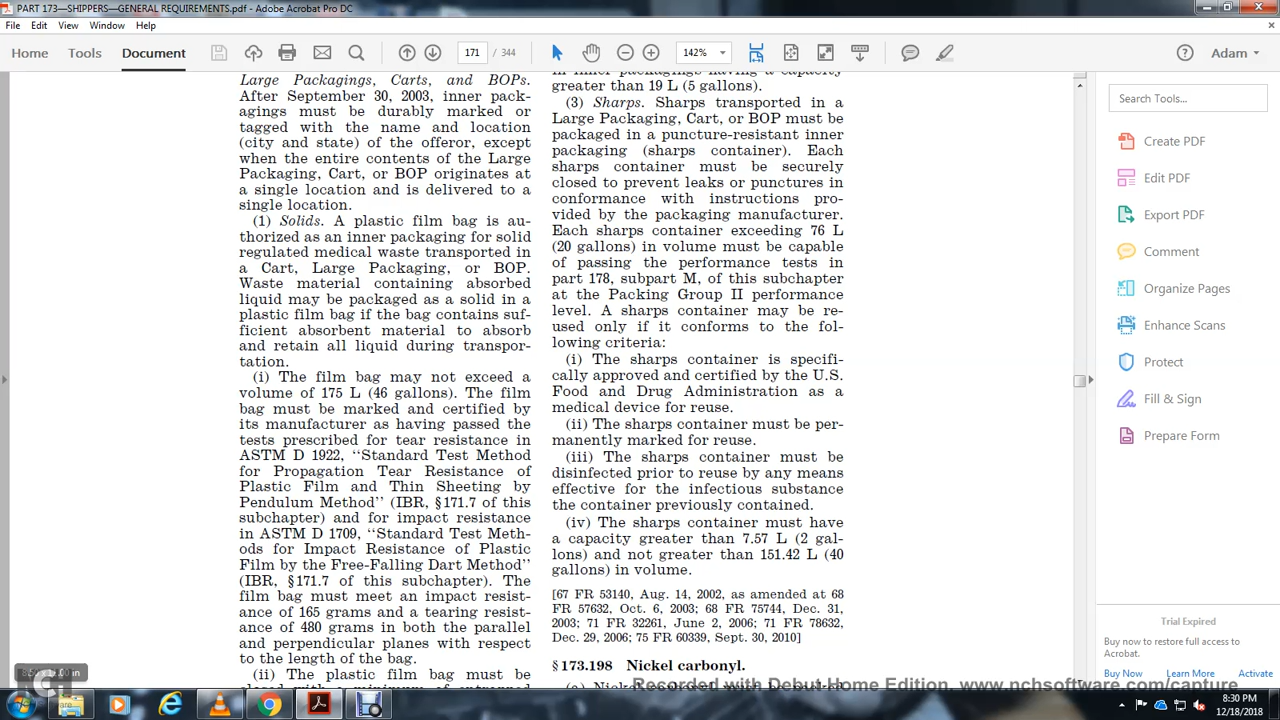 PART 173—SHIPPERS—GENERAL REQUIREMENTS.pdf - Adobe Acrobat Pro DC
File Edit View Window Help
Home Tools Document
171 / 344
142%
Adam
Large Packagings, Carts, and BOPs.
After September 30, 2003, inner pack-
agings must be durably marked or
tagged with the name and location
(city and state) of the offeror, except
when the entire contents of the Large
Packaging, Cart, or BOP originates at
a single location and is delivered to a
single location.
(1) Solids. A plastic film bag is au-
thorized as an inner packaging for solid
regulated medical waste transported in
a Cart, Large Packaging, or BOP.
Waste material containing absorbed
liquid may be packaged as a solid in a
plastic film bag if the bag contains suf-
ficient absorbent material to absorb
and retain all liquid during transpor-
tation.
(i) The film bag may not exceed a
volume of 175 L (46 gallons). The film
bag must be marked and certified by
its manufacturer as having passed the
tests prescribed for tear resistance in
ASTM D 1922, ‘‘Standard Test Method
for Propagation Tear Resistance of
Plastic Film and Thin Sheeting by
Pendulum Method’’ (IBR, § 171.7 of this
subchapter) and for impact resistance
in ASTM D 1709, ‘‘Standard Test Meth-
ods for Impact Resistance of Plastic
Film by the Free-Falling Dart Method’’
(IBR, § 171.7 of this subchapter). The
film bag must meet an impact resist-
ance of 165 grams and a tearing resist-
ance of 480 grams in both the parallel
and perpendicular planes with respect
to the length of the bag.
(ii) The plastic film bag must be
in inner packagings having a capacity
greater than 19 L (5 gallons).
(3) Sharps. Sharps transported in a
Large Packaging, Cart, or BOP must be
packaged in a puncture-resistant inner
packaging (sharps container). Each
sharps container must be securely
closed to prevent leaks or punctures in
conformance with instructions pro-
vided by the packaging manufacturer.
Each sharps container exceeding 76 L
(20 gallons) in volume must be capable
of passing the performance tests in
part 178, subpart M, of this subchapter
at the Packing Group II performance
level. A sharps container may be re-
used only if it conforms to the fol-
lowing criteria:
(i) The sharps container is specifi-
cally approved and certified by the U.S.
Food and Drug Administration as a
medical device for reuse.
(ii) The sharps container must be per-
manently marked for reuse.
(iii) The sharps container must be
disinfected prior to reuse by any means
effective for the infectious substance
the container previously contained.
(iv) The sharps container must have
a capacity greater than 7.57 L (2 gal-
lons) and not greater than 151.42 L (40
gallons) in volume.
[67 FR 53140, Aug. 14, 2002, as amended at 68
FR 57632, Oct. 6, 2003; 68 FR 75744, Dec. 31,
2003; 71 FR 32261, June 2, 2006; 71 FR 78632,
Dec. 29, 2006; 75 FR 60339, Sept. 30, 2010]
§ 173.198 Nickel carbonyl.
Search Tools...
Create PDF
Edit PDF
Export PDF
Comment
Organize Pages
Enhance Scans
Protect
Fill & Sign
Prepare Form
Trial Expired
Buy now to restore full access to
Acrobat.
Buy Now Learn More Activate
Recorded with Debut Home Edition. www.nchsoftware.com/capture
8:30 PM
12/18/2018